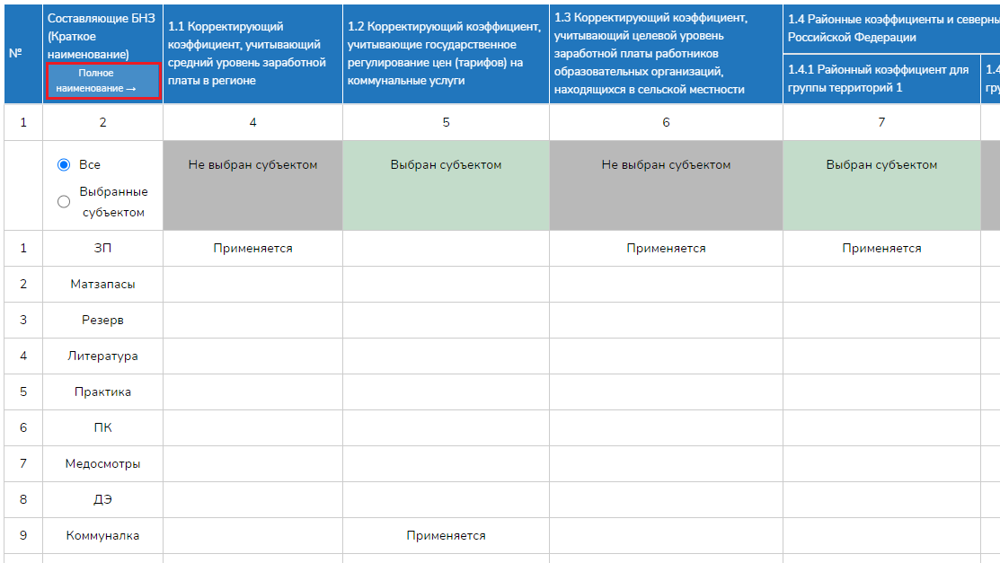 №
Составляющие БНЗ
(Краткое
наименование)
Полное
наименование →
1.1 Корректирующий
коэффициент, учитывающий
средний уровень заработной
платы в регионе
1.2 Корректирующий коэффициент,
учитывающие государственное
регулирование цен (тарифов) на
коммунальные услуги
1.3 Корректирующий коэффициент,
учитывающий целевой уровень
заработной платы работников
образовательных организаций,
находящихся в сельской местности
1.4 Районные коэффициенты и северны
Российской Федерации
1.4.1 Районный коэффициент для
группы территорий 1
1.4
гру
1 2 4 5 6 7
Все
Выбранные
субъектом
Не выбран субъектом
Выбран субъектом
Не выбран субъектом
Выбран субъектом
1 ЗП Применяется Применяется Применяется
2 Матзапасы
3 Резерв
4 Литература
5 Практика
6 ПК
7 Медосмотры
8 ДЭ
9 Коммуналка Применяется